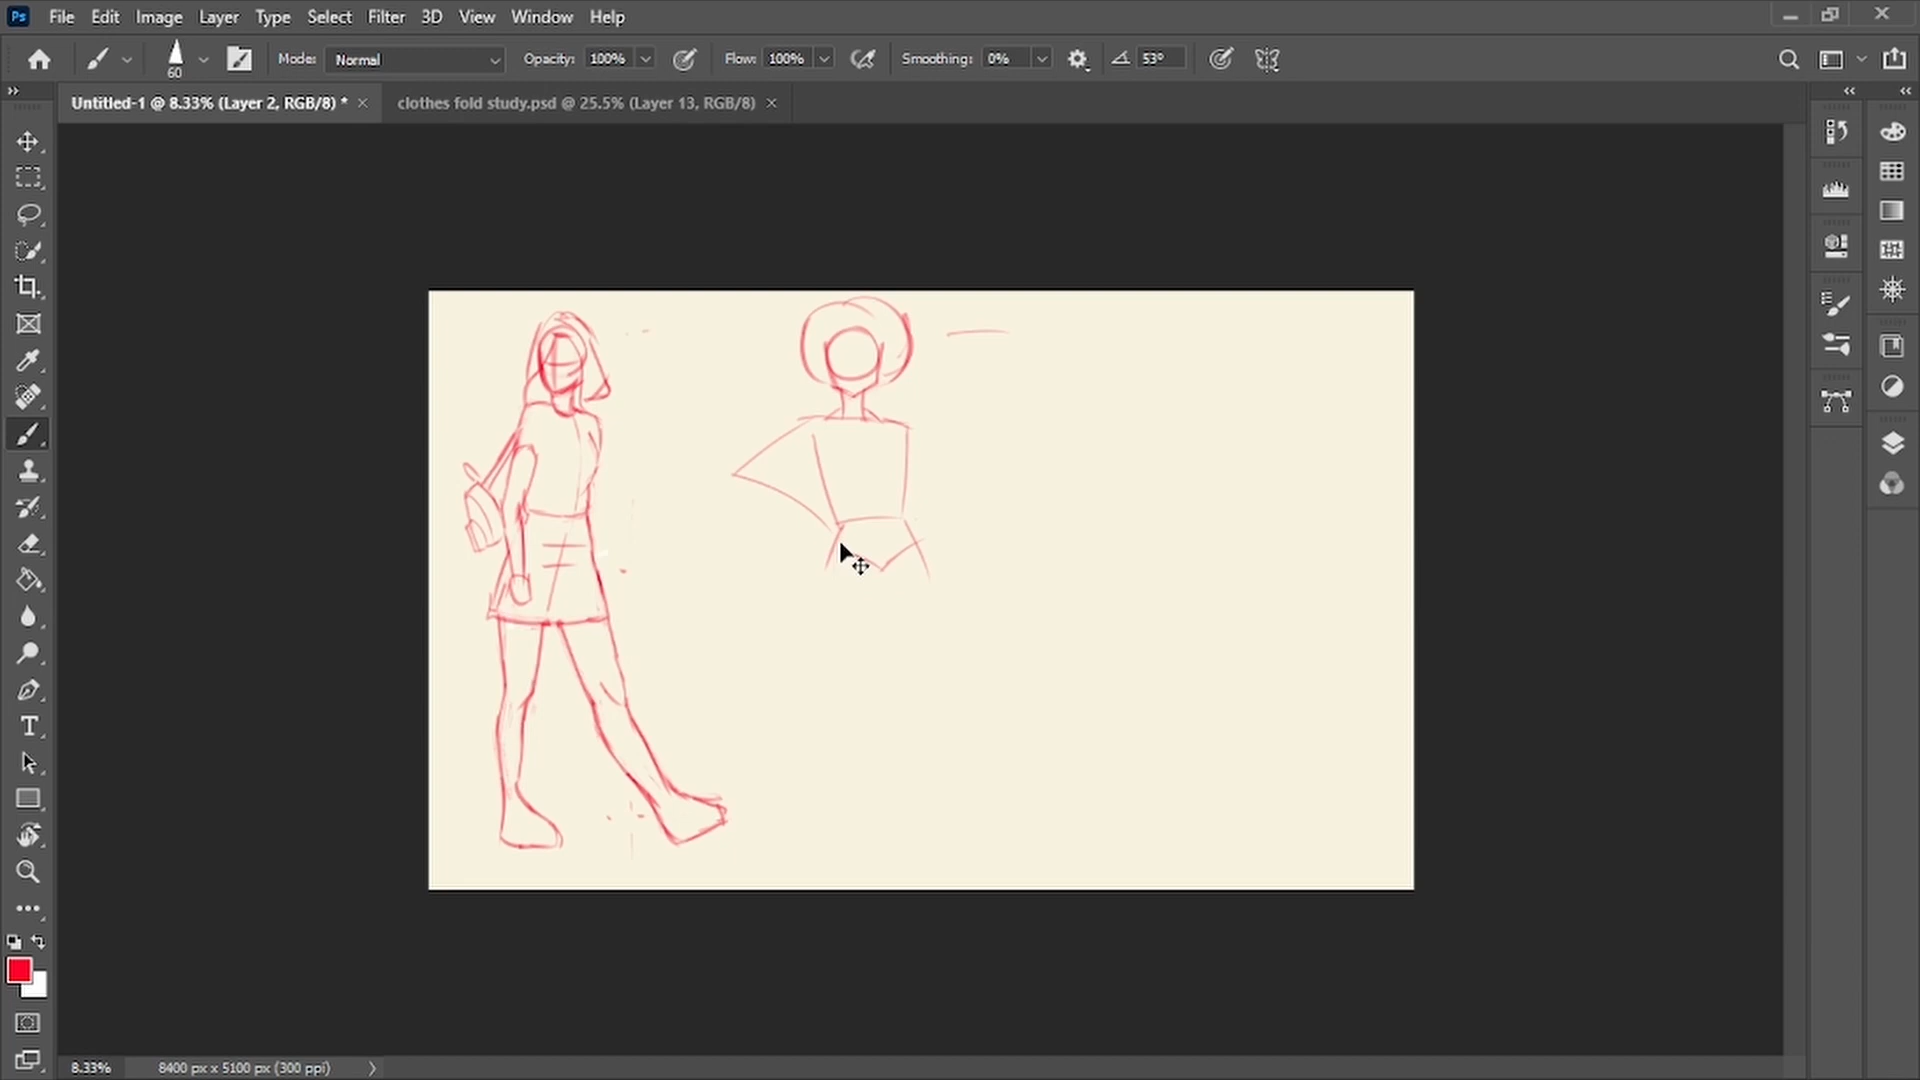 Ps File Edit Image Layer Type Select Filter 3D View Window Help
60 Mode: Normal Opacity: 100% Flow: 100% Smoothing: 0% 53°
Untitled-1 @ 8.33% (Layer 2, RGB/8) * × clothes fold study.psd @ 25.5% (Layer 13, RGB/8) ×
T
8.33% 8400 px x 5100 px (300 ppi)